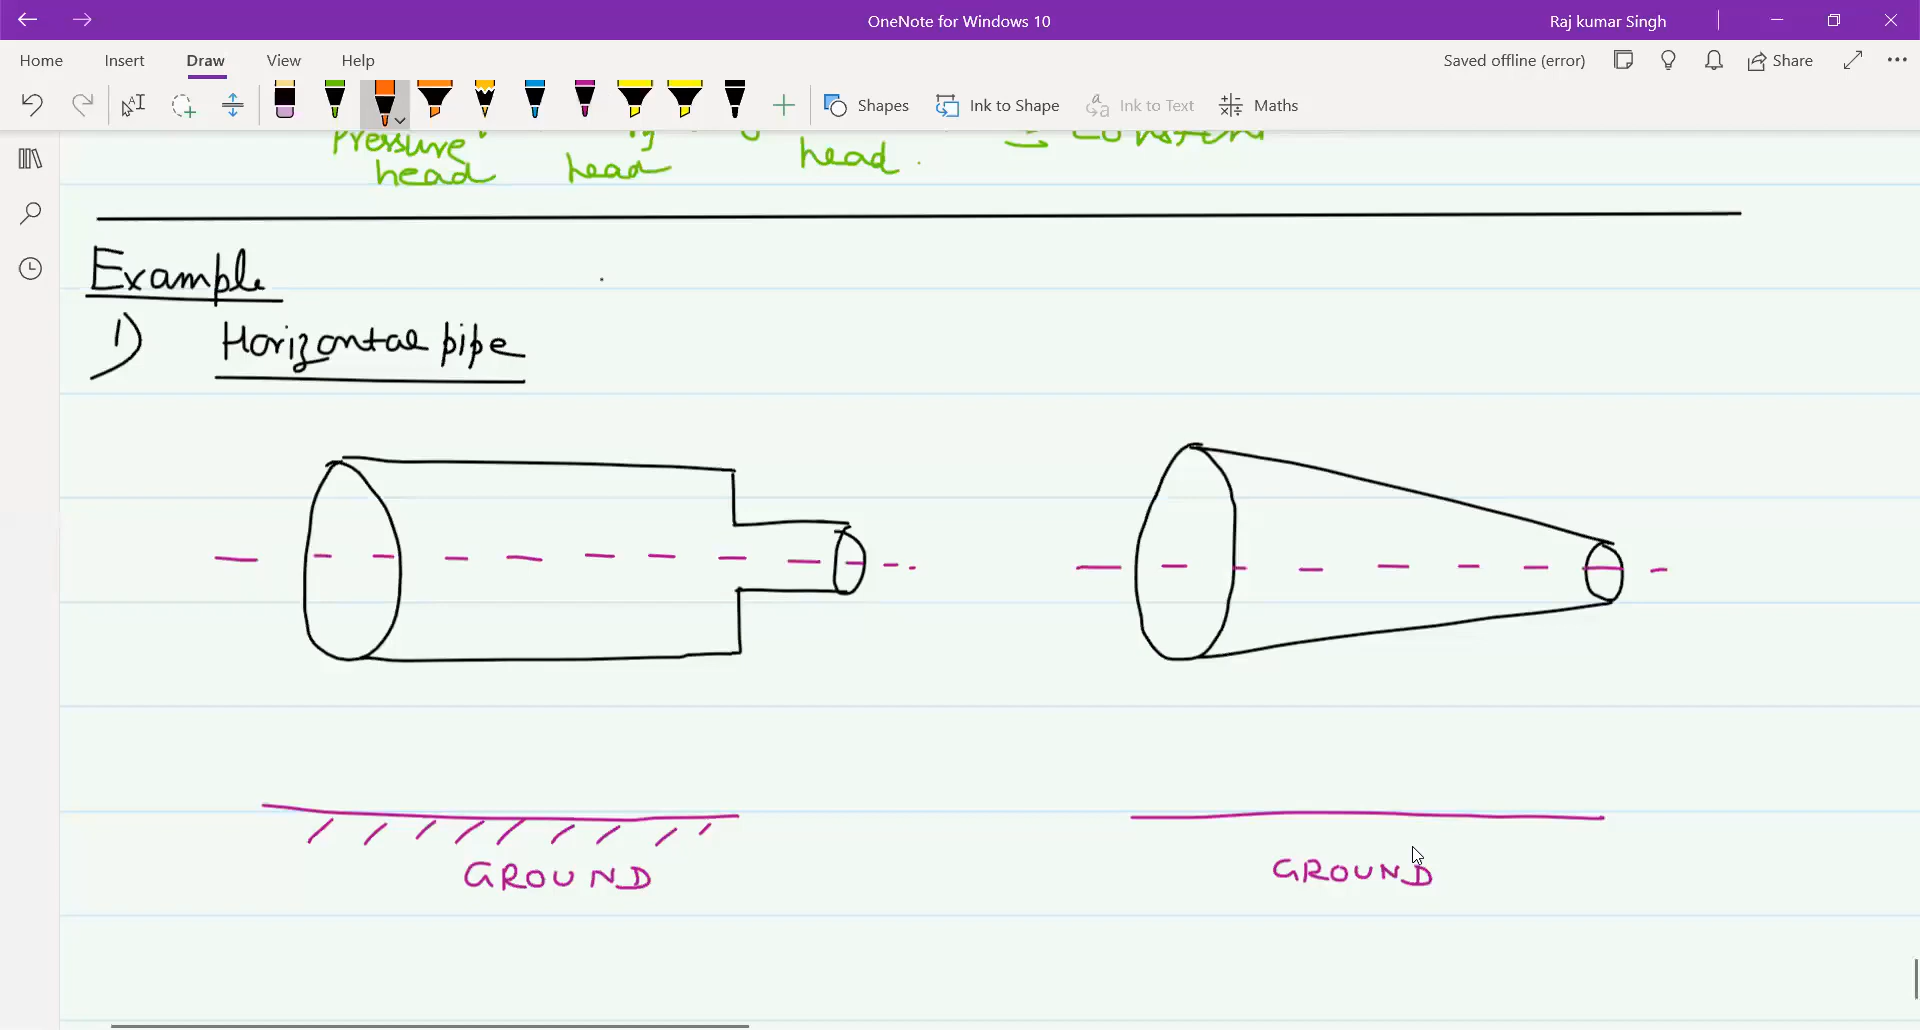 OneNote for Windows 10
Raj kumar Singh
Home Insert Draw View Help
Saved offline (error) Share
Shapes Ink to Shape Ink to Text Maths
Pressure
head head head.
= Constant
Example
1) Horizontal pipe
GROUND
GROUND